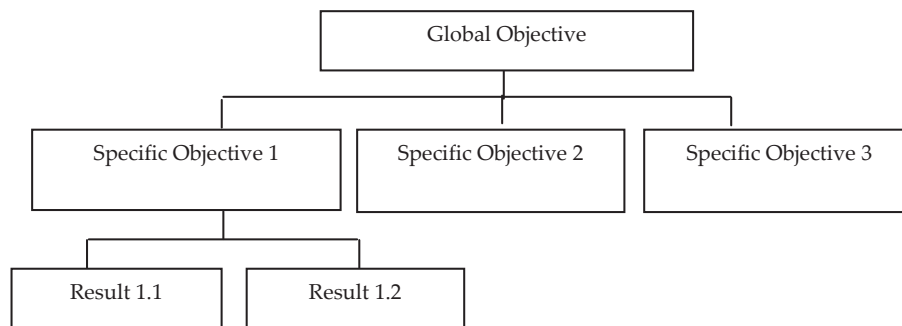 Global Objective
Specific Objective 1
Specific Objective 2
Specific Objective 3
Result 1.1
Result 1.2